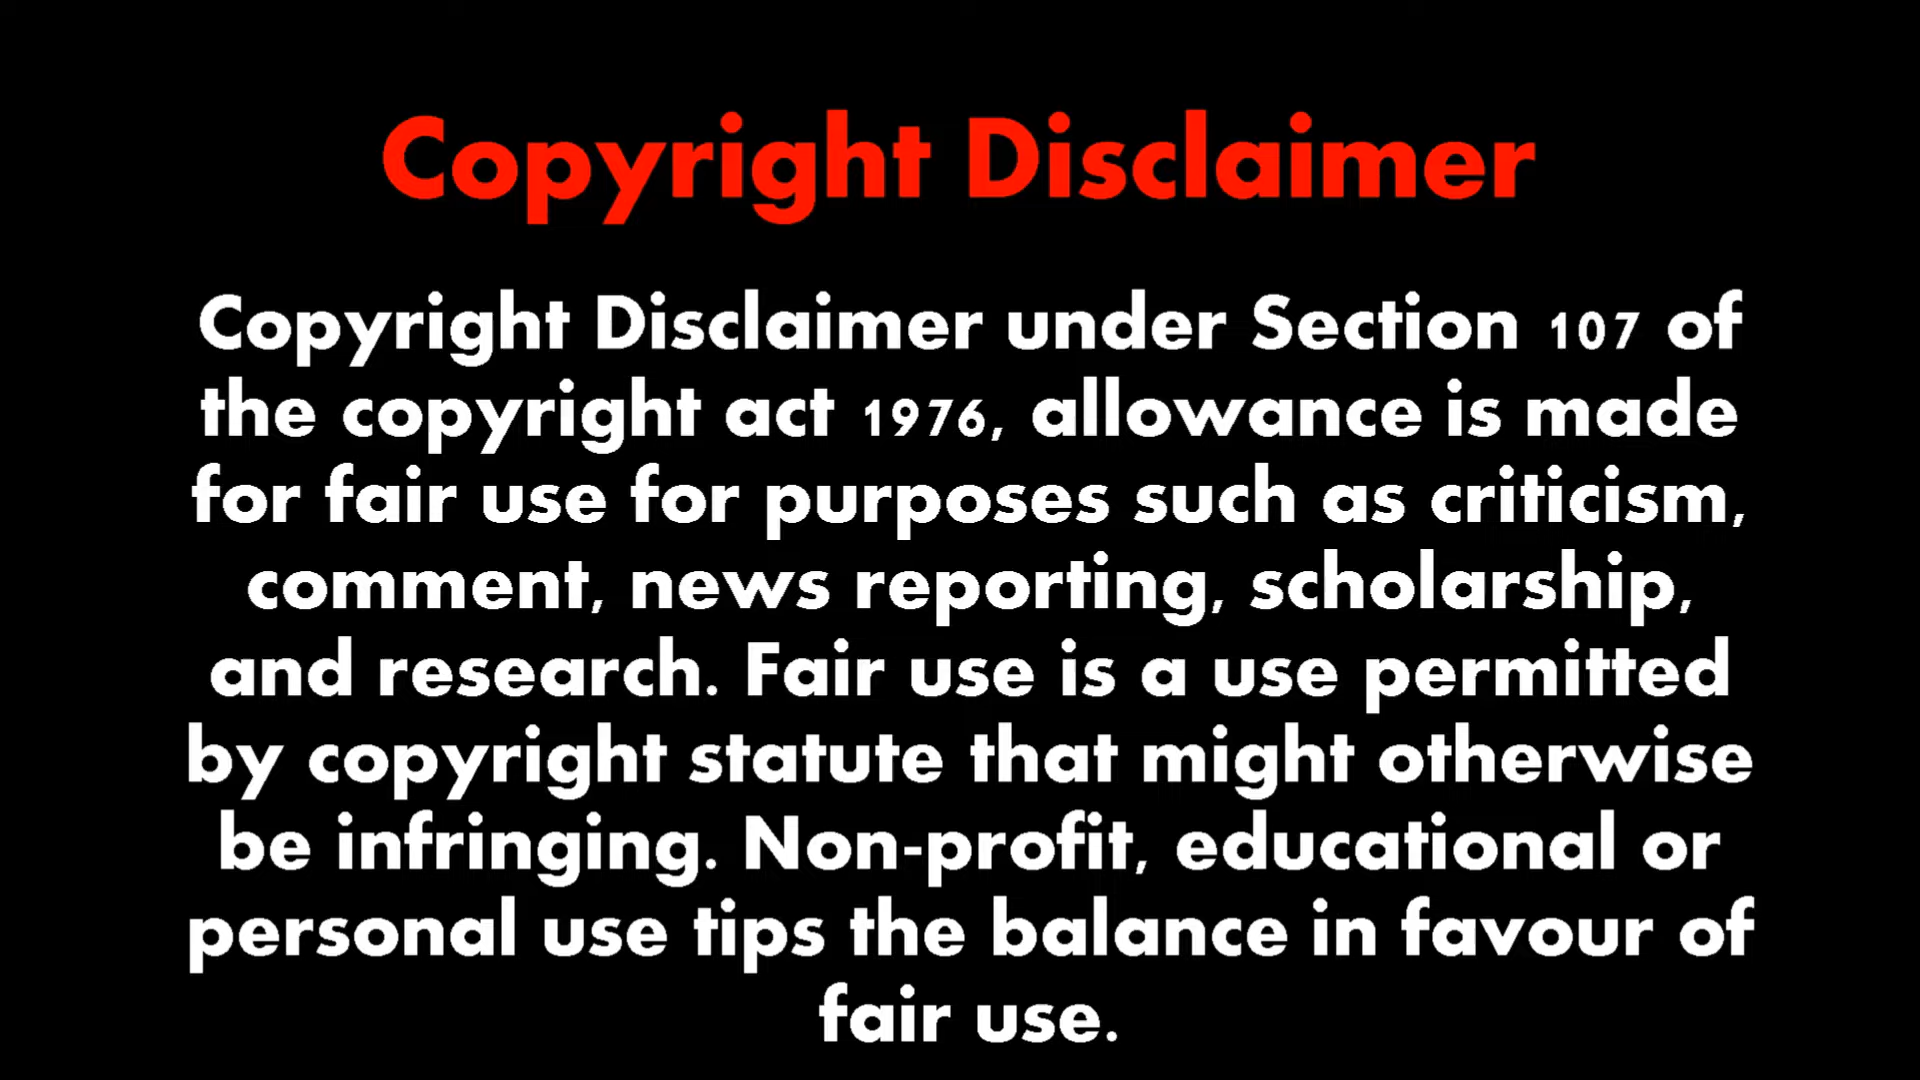 Copyright Disclaimer
Copyright Disclaimer under Section 107 of
the copyright act 1976, allowance is made
for fair use for purposes such as criticism,
comment, news reporting, scholarship,
and research. Fair use is a use permitted
by copyright statute that might otherwise
be infringing. Non-profit, educational or
personal use tips the balance in favour of
fair use.